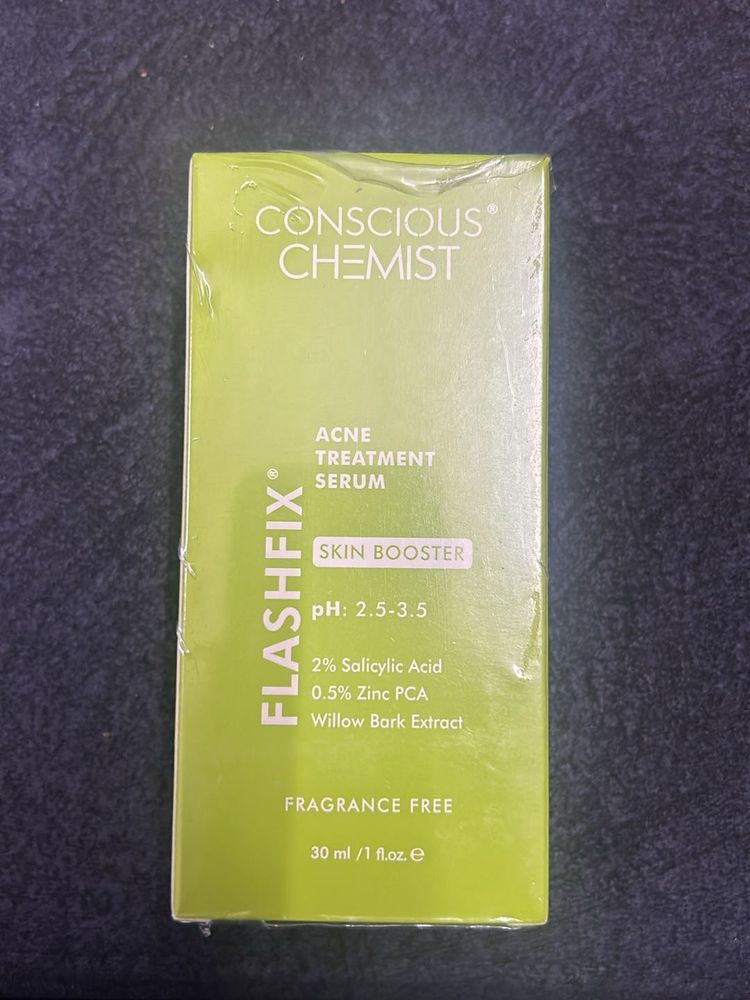 CONSCIOUS®
CHEMIST
FLASHFIX®
ACNE
TREATMENT
SERUM
SKIN BOOSTER
pH: 2.5-3.5
2% Salicylic Acid
0.5% Zinc PCA
Willow Bark Extract
FRAGRANCE FREE
30 ml /1 fl.oz. ℮